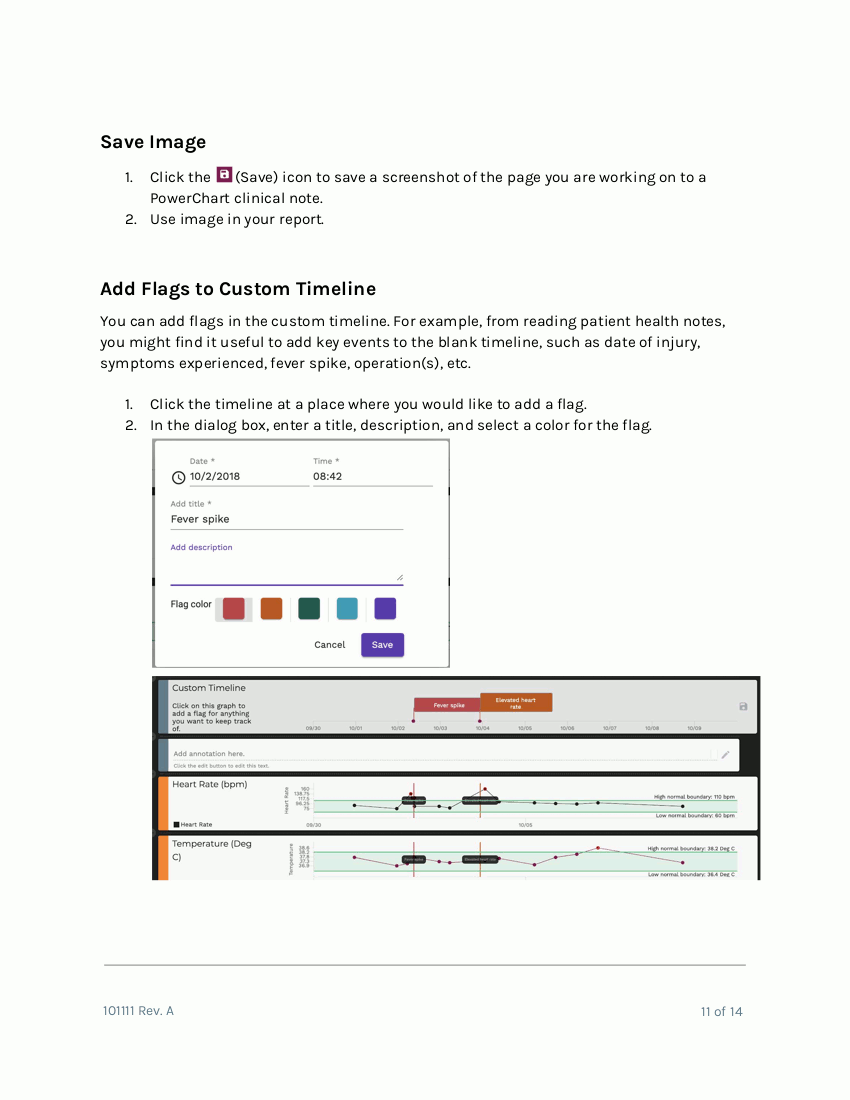 Save Image
1. Click the (Save) icon to save a screenshot of the page you are working on to a
PowerChart clinical note.
2. Use image in your report.
Add Flags to Custom Timeline
You can add flags in the custom timeline. For example, from reading patient health notes,
you might find it useful to add key events to the blank timeline, such as date of injury,
symptoms experienced, fever spike, operation(s), etc.
1. Click the timeline at a place where you would like to add a flag.
2. In the dialog box, enter a title, description, and select a color for the flag.
Date * Time *
10/2/2018 08:42
Add title *
Fever spike
Add description
Flag color
Cancel Save
Custom Timeline
Click on this graph to
add a flag for anything
you want to keep track
of.
Fever spike
Elevated heart
rate
09/30 10/01 10/02 10/03 10/04 10/05 10/06 10/07 10/08 10/09
Add annotation here.
Click the edit button to edit this text.
Heart Rate (bpm)
Heart Rate
160
138.75
117.5
96.25
75
High normal boundary: 110 bpm
Low normal boundary: 60 bpm
Heart Rate
09/30 10/05
Temperature (Deg
C)
Temperature
38.2
37.8
36.9
High normal boundary: 38.2 Deg C
Low normal boundary: 36.4 Deg C
101111 Rev. A 11 of 14